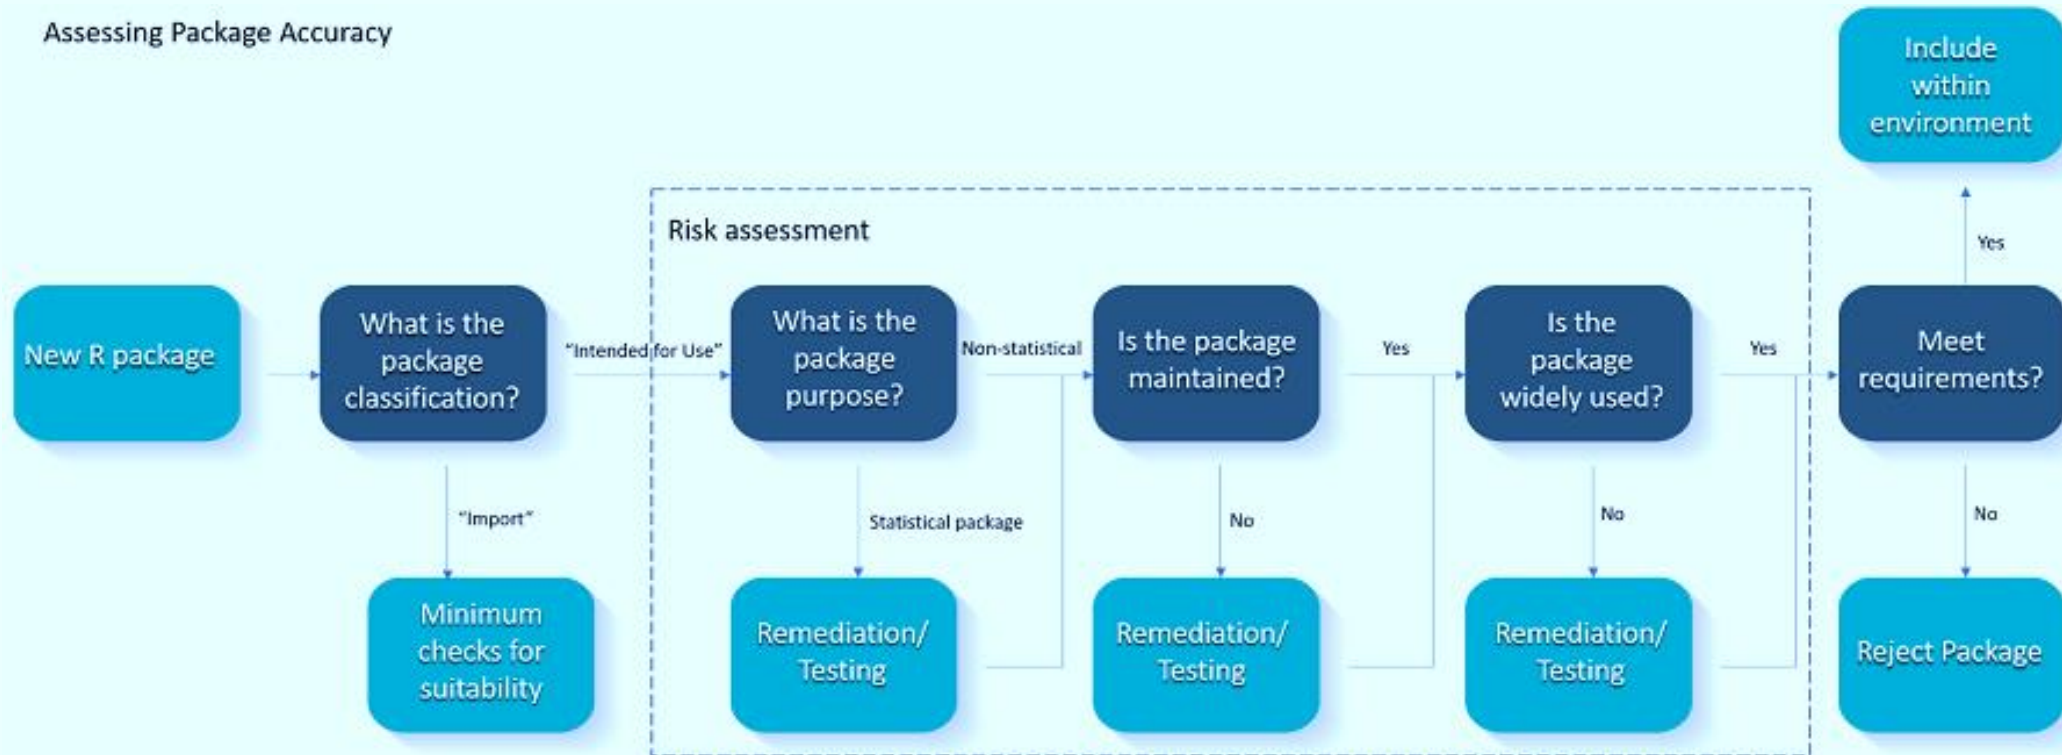 Assessing Package Accuracy
Include
within
environment
Risk assessment
Yes
New R package
What is the
package
classification?
"Intended for Use"
What is the
package
purpose?
Non-statistical
Is the package
maintained?
Yes
Is the
package
widely used?
Yes
Meet
requirements?
"Import"
Statistical package
No
No
No
Minimum
checks for
suitability
Remediation/
Testing
Remediation/
Testing
Remediation/
Testing
Reject Package